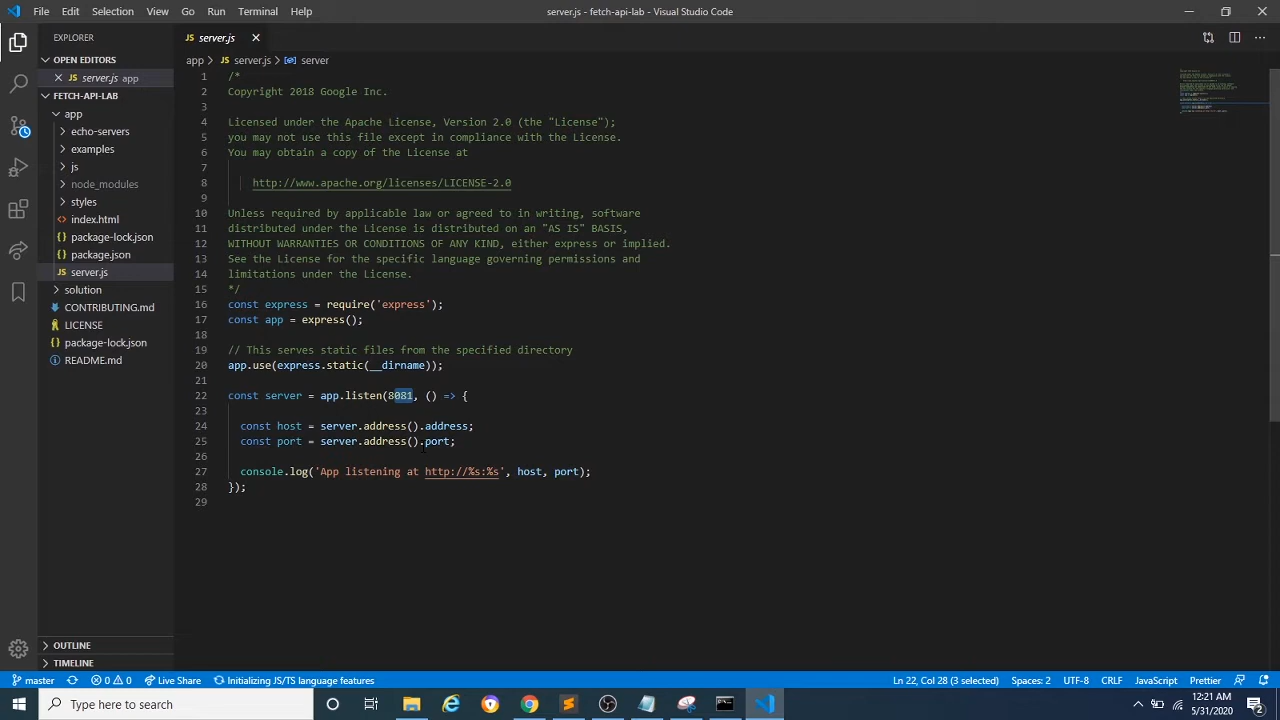 File Edit Selection View Go Run Terminal Help
server.js - fetch-api-lab - Visual Studio Code
EXPLORER
OPEN EDITORS
server.js app
FETCH-API-LAB
app
echo-servers
examples
js
node_modules
styles
index.html
package-lock.json
package.json
server.js
solution
CONTRIBUTING.md
LICENSE
package-lock.json
README.md
OUTLINE
TIMELINE
server.js
app > server.js > server
1 /*
2 Copyright 2018 Google Inc.
3
4 Licensed under the Apache License, Version 2.0 (the "License");
5 you may not use this file except in compliance with the License.
6 You may obtain a copy of the License at
7
8 http://www.apache.org/licenses/LICENSE-2.0
9
10 Unless required by applicable law or agreed to in writing, software
11 distributed under the License is distributed on an "AS IS" BASIS,
12 WITHOUT WARRANTIES OR CONDITIONS OF ANY KIND, either express or implied.
13 See the License for the specific language governing permissions and
14 limitations under the License.
15 */
16 const express = require('express');
17 const app = express();
18
19 // This serves static files from the specified directory
20 app.use(express.static(__dirname));
21
22 const server = app.listen(8081, () => {
23
24 const host = server.address().address;
25 const port = server.address().port;
26
27 console.log('App listening at http://%s:%s', host, port);
28 });
29
master 0 0 Live Share Initializing JS/TS language features
Ln 22, Col 28 (3 selected) Spaces: 2 UTF-8 CRLF JavaScript Prettier
Type here to search
12:21 AM
5/31/2020
2